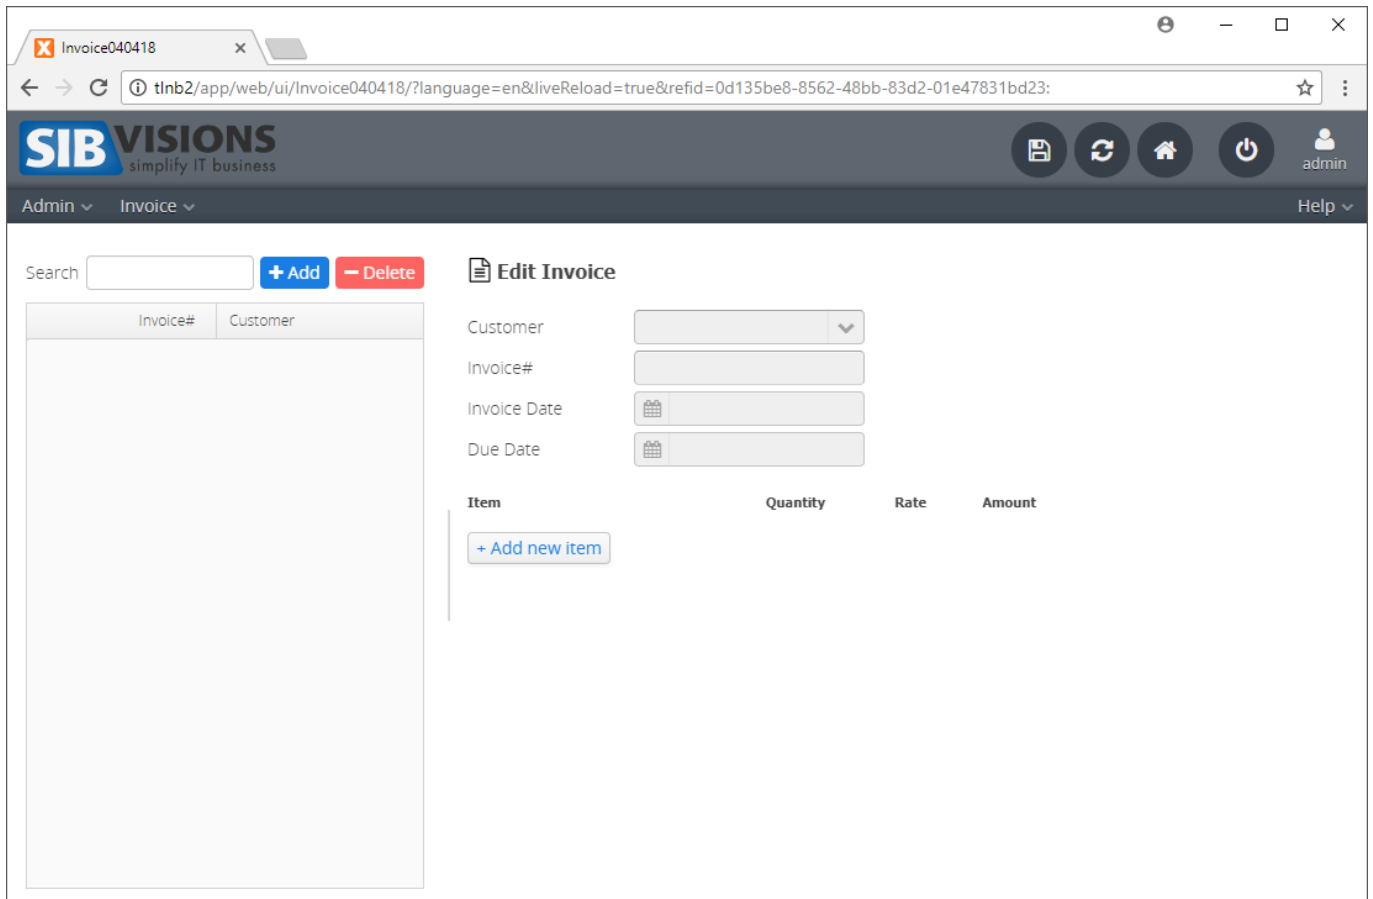 Invoice040418
tlnb2/app/web/ui/Invoice040418/?language=en&liveReload=true&refid=0d135be8-8562-48bb-83d2-01e47831bd23:
SIB VISIONS
simplify IT business
admin
Admin Invoice Help
Search + Add − Delete
Invoice# Customer
Edit Invoice
Customer
Invoice#
Invoice Date
Due Date
Item Quantity Rate Amount
+ Add new item